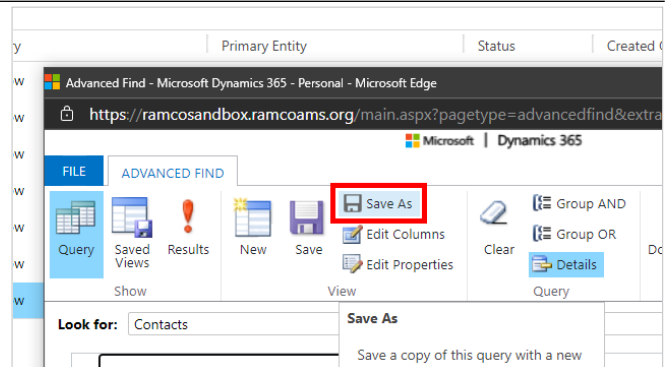 y
Primary Entity
Status
Created
w
Advanced Find - Microsoft Dynamics 365 - Personal - Microsoft Edge
w
https://ramcosandbox.ramcoams.org/main.aspx?pagetype=advancedfind&extra
w
Microsoft | Dynamics 365
w
FILE
ADVANCED FIND
w
Query
Saved Views
Results
New
Save
Save As
Edit Columns
Edit Properties
Clear
Group AND
Group OR
Details
w
Show
View
Query
w
Look for: Contacts
Save As
Save a copy of this query with a new